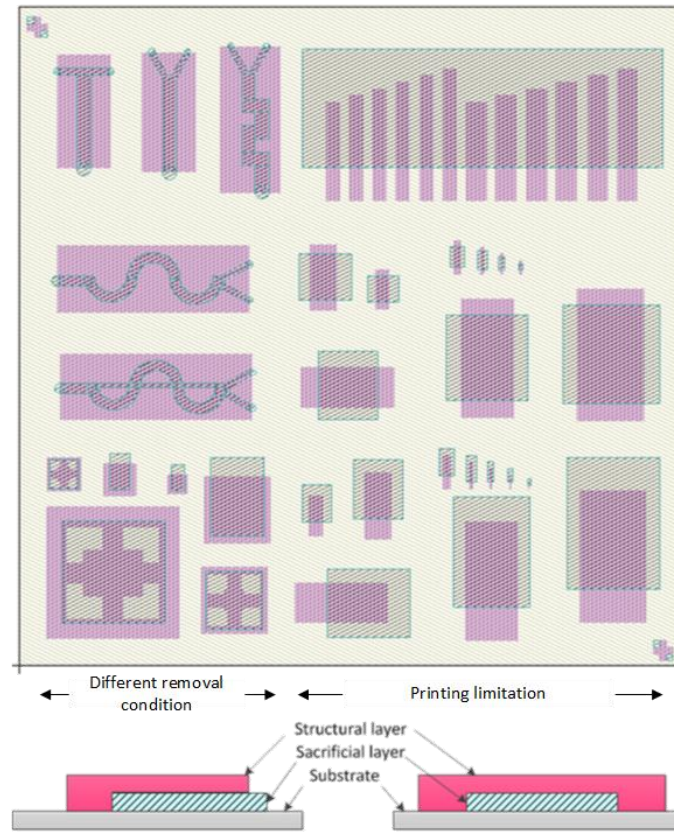 Different removal
condition
Printing limitation
Structural layer
Sacrificial layer
Substrate